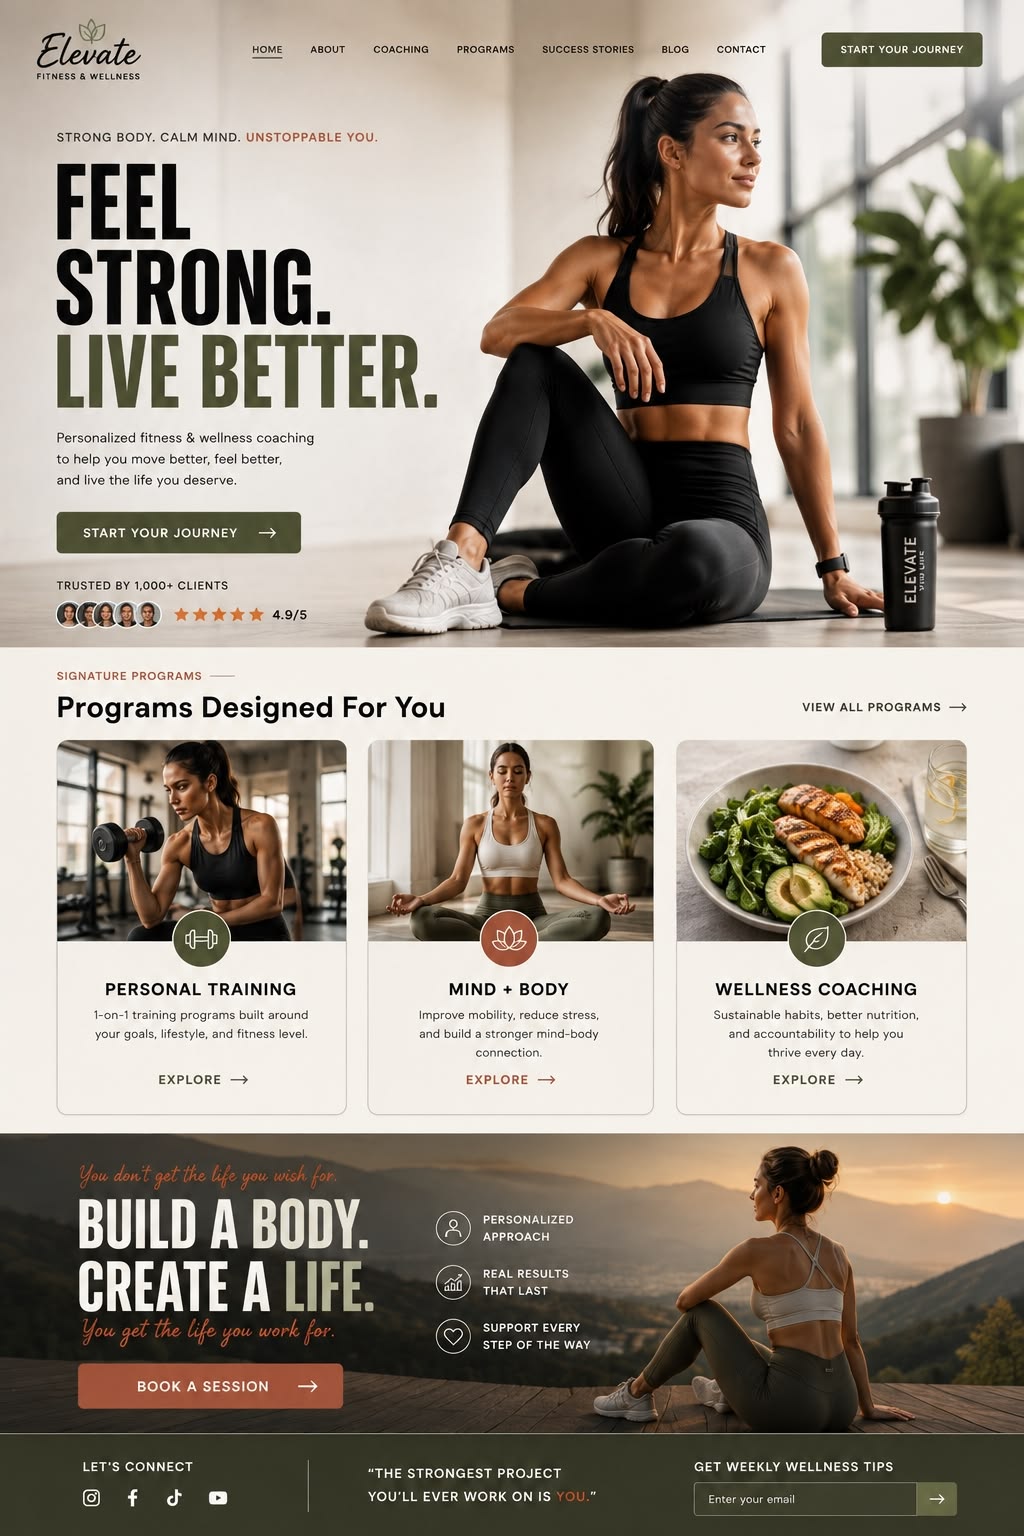 Elevate
FITNESS & WELLNESS
HOME
ABOUT
COACHING
PROGRAMS
SUCCESS STORIES
BLOG
CONTACT
START YOUR JOURNEY
STRONG BODY. CALM MIND. UNSTOPPABLE YOU.
FEEL
STRONG.
LIVE BETTER.
Personalized fitness & wellness coaching
to help you move better, feel better,
and live the life you deserve.
START YOUR JOURNEY
TRUSTED BY 1,000+ CLIENTS
4.9/5
ELEVATE
SIGNATURE PROGRAMS
Programs Designed For You
VIEW ALL PROGRAMS
PERSONAL TRAINING
1-on-1 training programs built around
your goals, lifestyle, and fitness level.
EXPLORE
MIND + BODY
Improve mobility, reduce stress,
and build a stronger mind-body
connection.
EXPLORE
WELLNESS COACHING
Sustainable habits, better nutrition,
and accountability to help you
thrive every day.
EXPLORE
You don't get the life you wish for.
BUILD A BODY.
CREATE A LIFE.
You get the life you work for.
BOOK A SESSION
PERSONALIZED
APPROACH
REAL RESULTS
THAT LAST
SUPPORT EVERY
STEP OF THE WAY
LET'S CONNECT
“THE STRONGEST PROJECT
YOU'LL EVER WORK ON IS YOU.”
GET WEEKLY WELLNESS TIPS
Enter your email